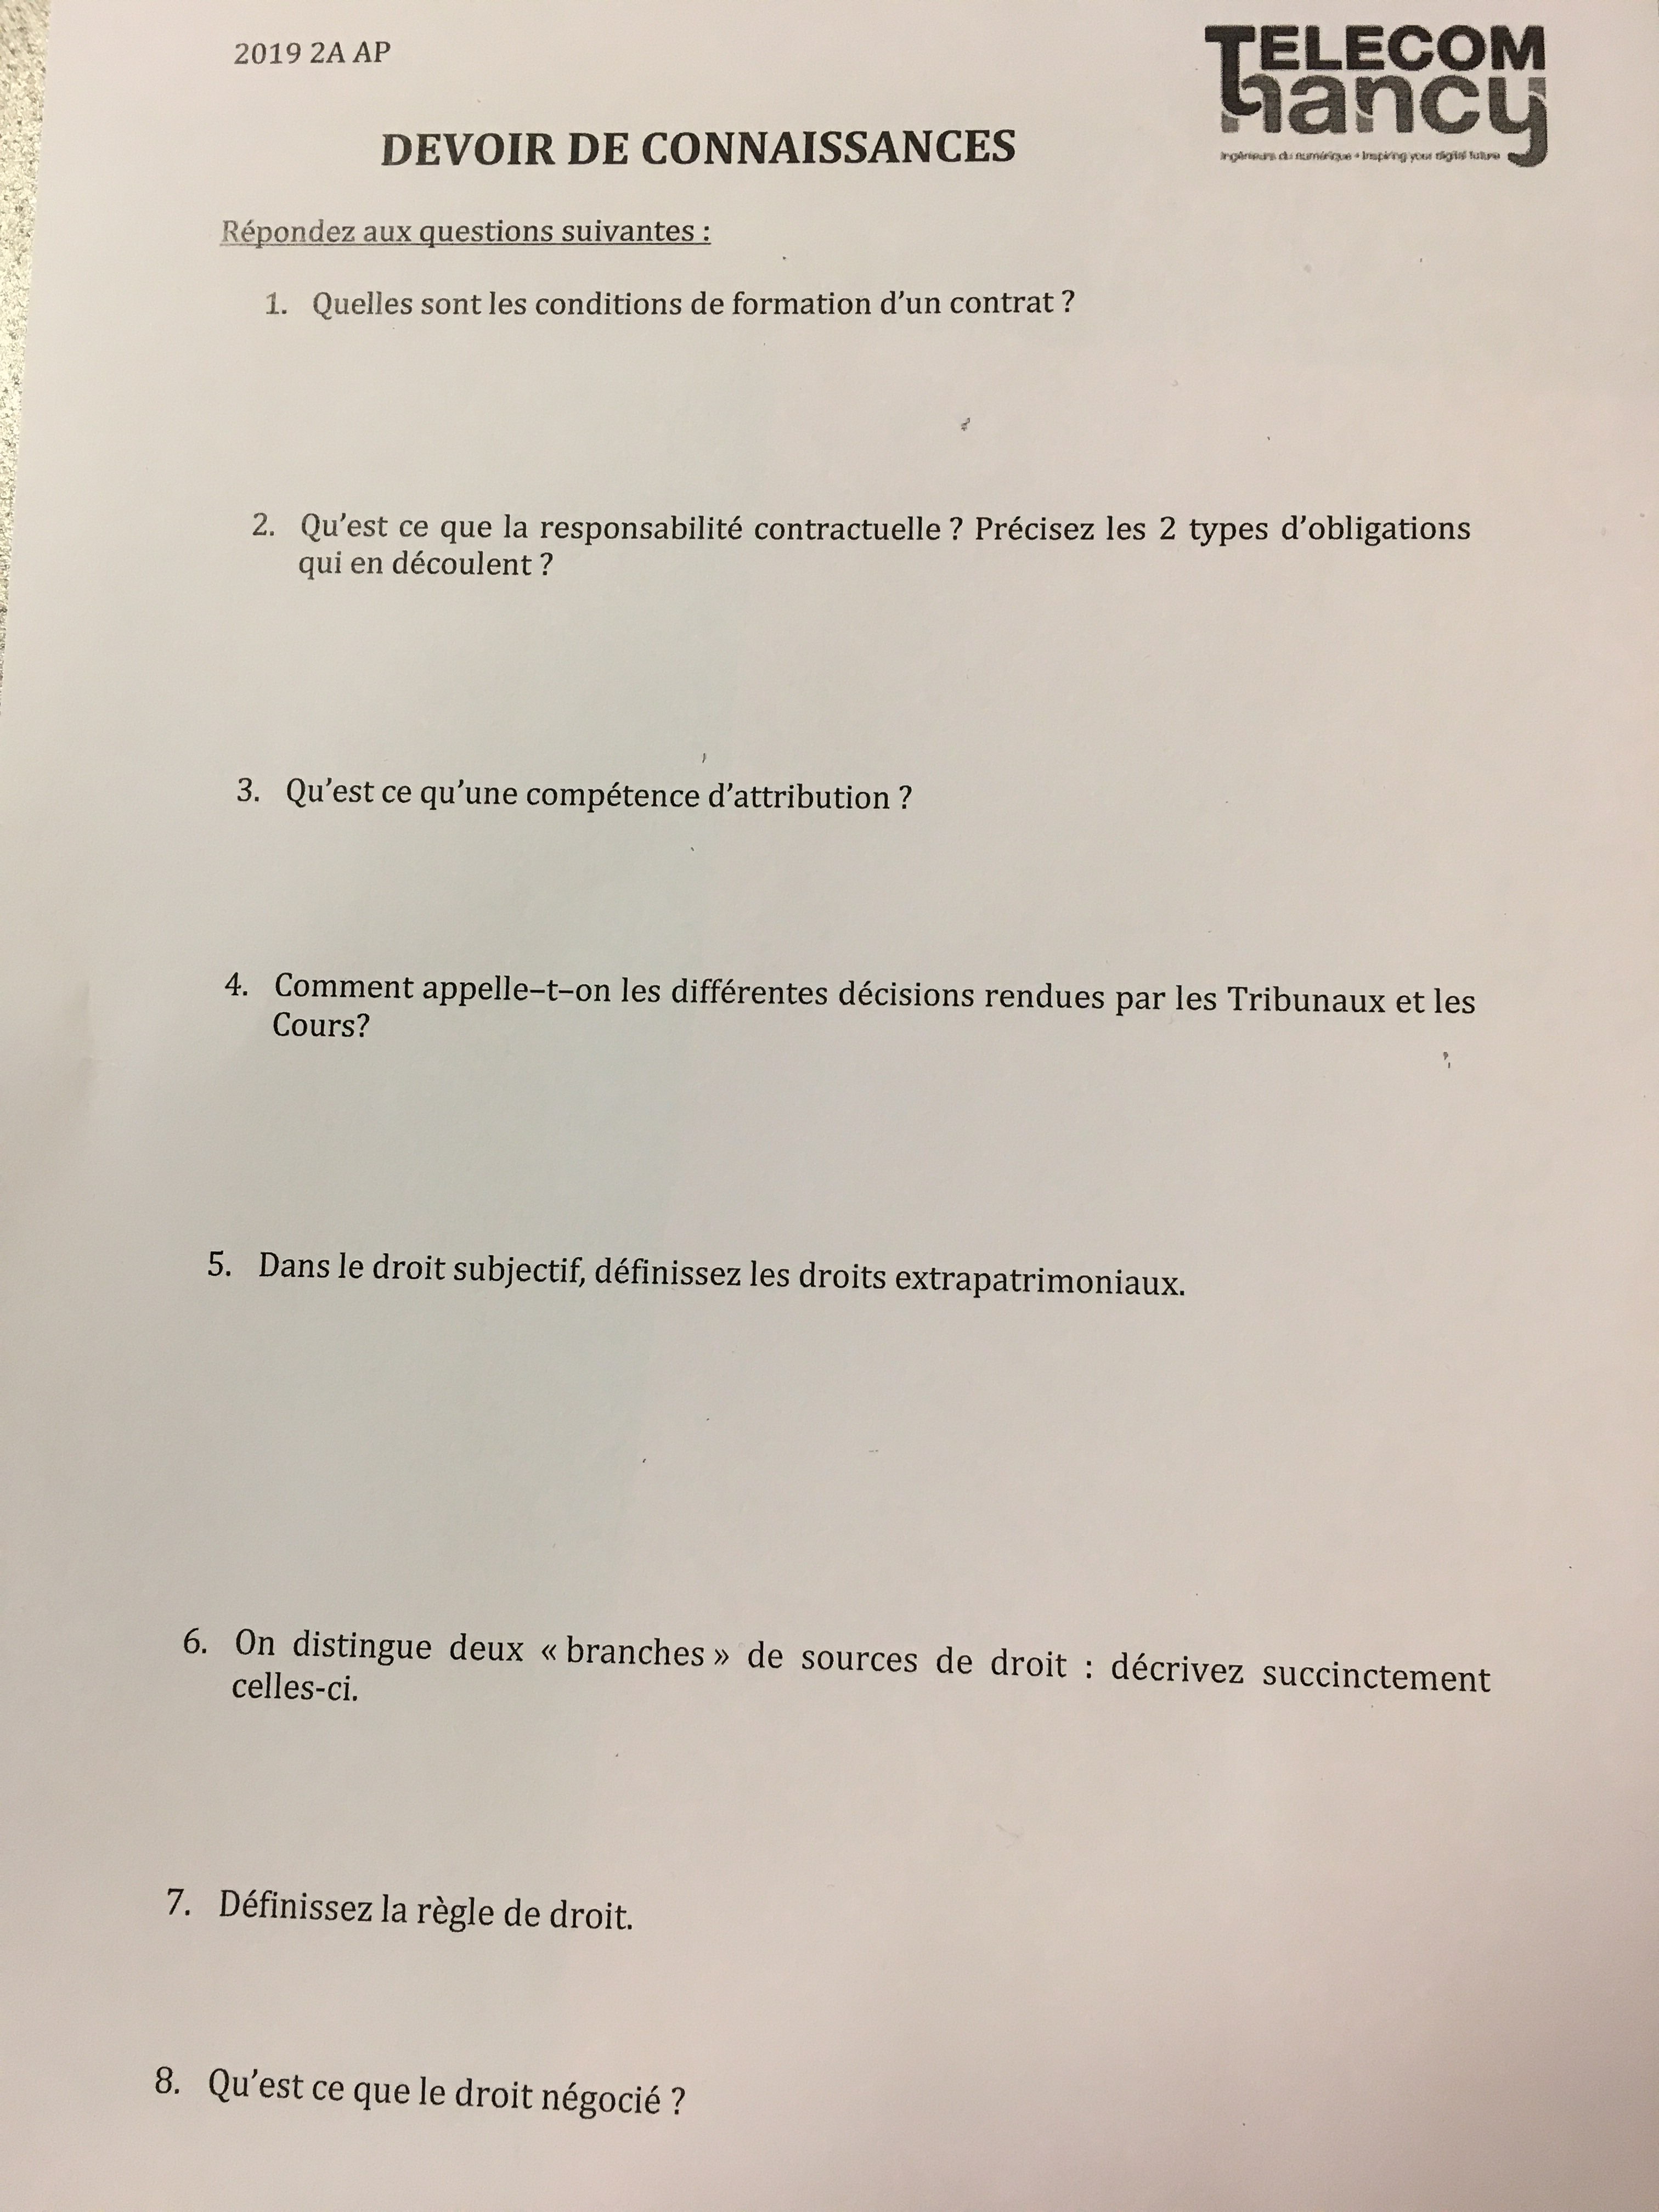 2019 2A AP
TELECOM
nancy
Ingénieurs du numérique • Inspiring your digital future
DEVOIR DE CONNAISSANCES
Répondez aux questions suivantes :
1. Quelles sont les conditions de formation d'un contrat ?
2. Qu'est ce que la responsabilité contractuelle ? Précisez les 2 types d'obligations
qui en découlent ?
3. Qu'est ce qu'une compétence d'attribution ?
4. Comment appelle–t–on les différentes décisions rendues par les Tribunaux et les
Cours?
5. Dans le droit subjectif, définissez les droits extrapatrimoniaux.
6. On distingue deux « branches » de sources de droit : décrivez succinctement
celles-ci.
7. Définissez la règle de droit.
8. Qu'est ce que le droit négocié ?